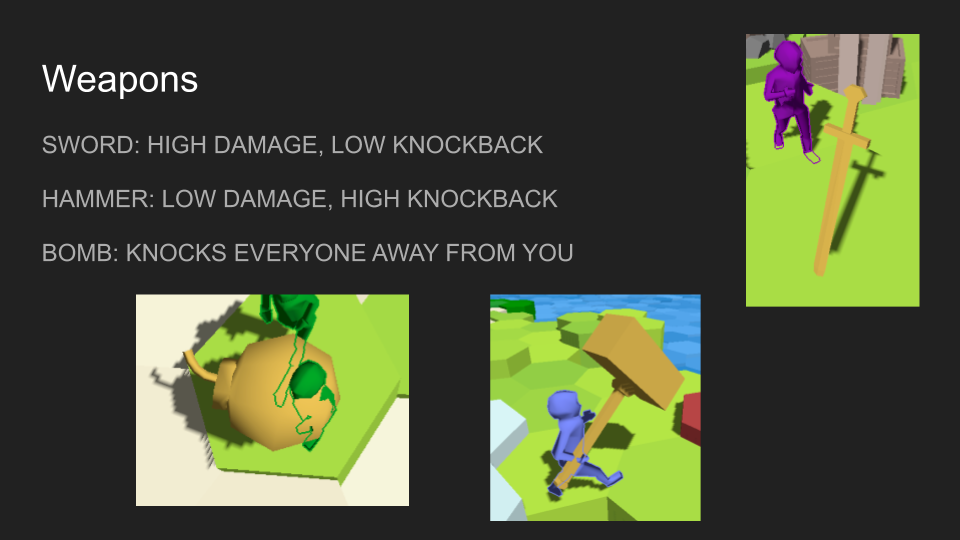 Weapons
SWORD: HIGH DAMAGE, LOW KNOCKBACK
HAMMER: LOW DAMAGE, HIGH KNOCKBACK
BOMB: KNOCKS EVERYONE AWAY FROM YOU